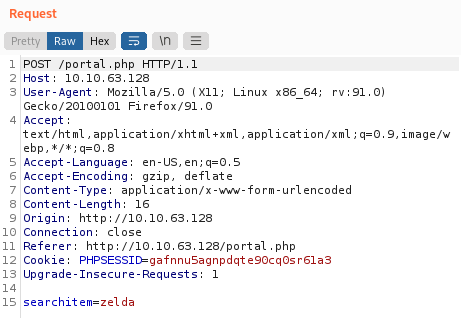 Request
Pretty Raw Hex \n
1 POST /portal.php HTTP/1.1
2 Host: 10.10.63.128
3 User-Agent: Mozilla/5.0 (X11; Linux x86_64; rv:91.0)
Gecko/20100101 Firefox/91.0
4 Accept:
text/html,application/xhtml+xml,application/xml;q=0.9,image/w
ebp,*/*;q=0.8
5 Accept-Language: en-US,en;q=0.5
6 Accept-Encoding: gzip, deflate
7 Content-Type: application/x-www-form-urlencoded
8 Content-Length: 16
9 Origin: http://10.10.63.128
10 Connection: close
11 Referer: http://10.10.63.128/portal.php
12 Cookie: PHPSESSID=gafnnu5agnpdqte90cq0sr61a3
13 Upgrade-Insecure-Requests: 1
14
15 searchitem=zelda